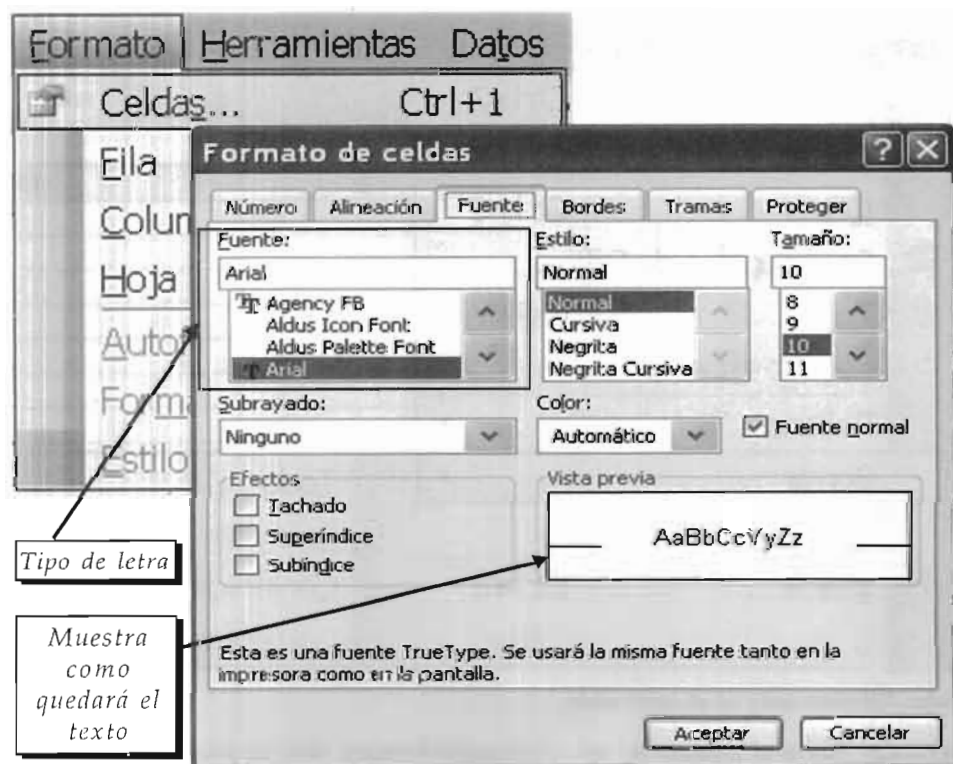 Formato Herramientas Datos
Celdas... Ctrl+1
Fila
Colum
Hoja
Auto
Forma
Estilo
Formato de celdas
Número Alineación Fuente Bordes Tramas Proteger
Fuente: Estilo: Tamaño:
Arial Normal 10
Agency FB
Aldus Icon Font
Aldus Palette Font
Arial
Normal
Cursiva
Negrita
Negrita Cursiva
8
9
10
11
Subrayado: Color:
Ninguno Automático Fuente normal
Efectos
Tachado
Superíndice
Subíndice
Vista previa
AaBbCcYyZz
Esta es una fuente TrueType. Se usará la misma fuente tanto en la
impresora como en la pantalla.
Aceptar Cancelar
Tipo de letra
Muestra
como
quedará el
texto